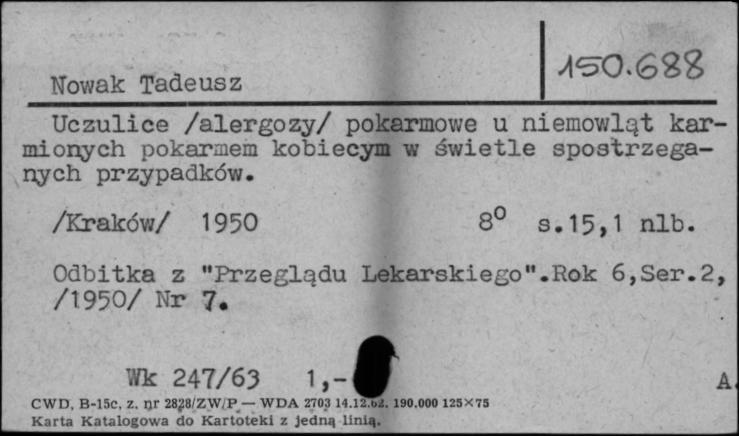 150.688
Nowak Tadeusz
Uczulice /alergozy/ pokarmowe u niemowląt kar-
mionych pokarmem kobiecym w świetle spostrzega-
nych przypadków.
/Kraków/ 1950 8° s.15,1 nlb.
Odbitka z "Przeglądu Lekarskiego".Rok 6,Ser.2,
/1950/ Nr 7.
Wk 247/63 1,- A.
CWD, B-15c, z. nr 2828/ZW/P — WDA 2703 14.12.62. 190.000 125×75
Karta Katalogowa do Kartoteki z jedną linią.